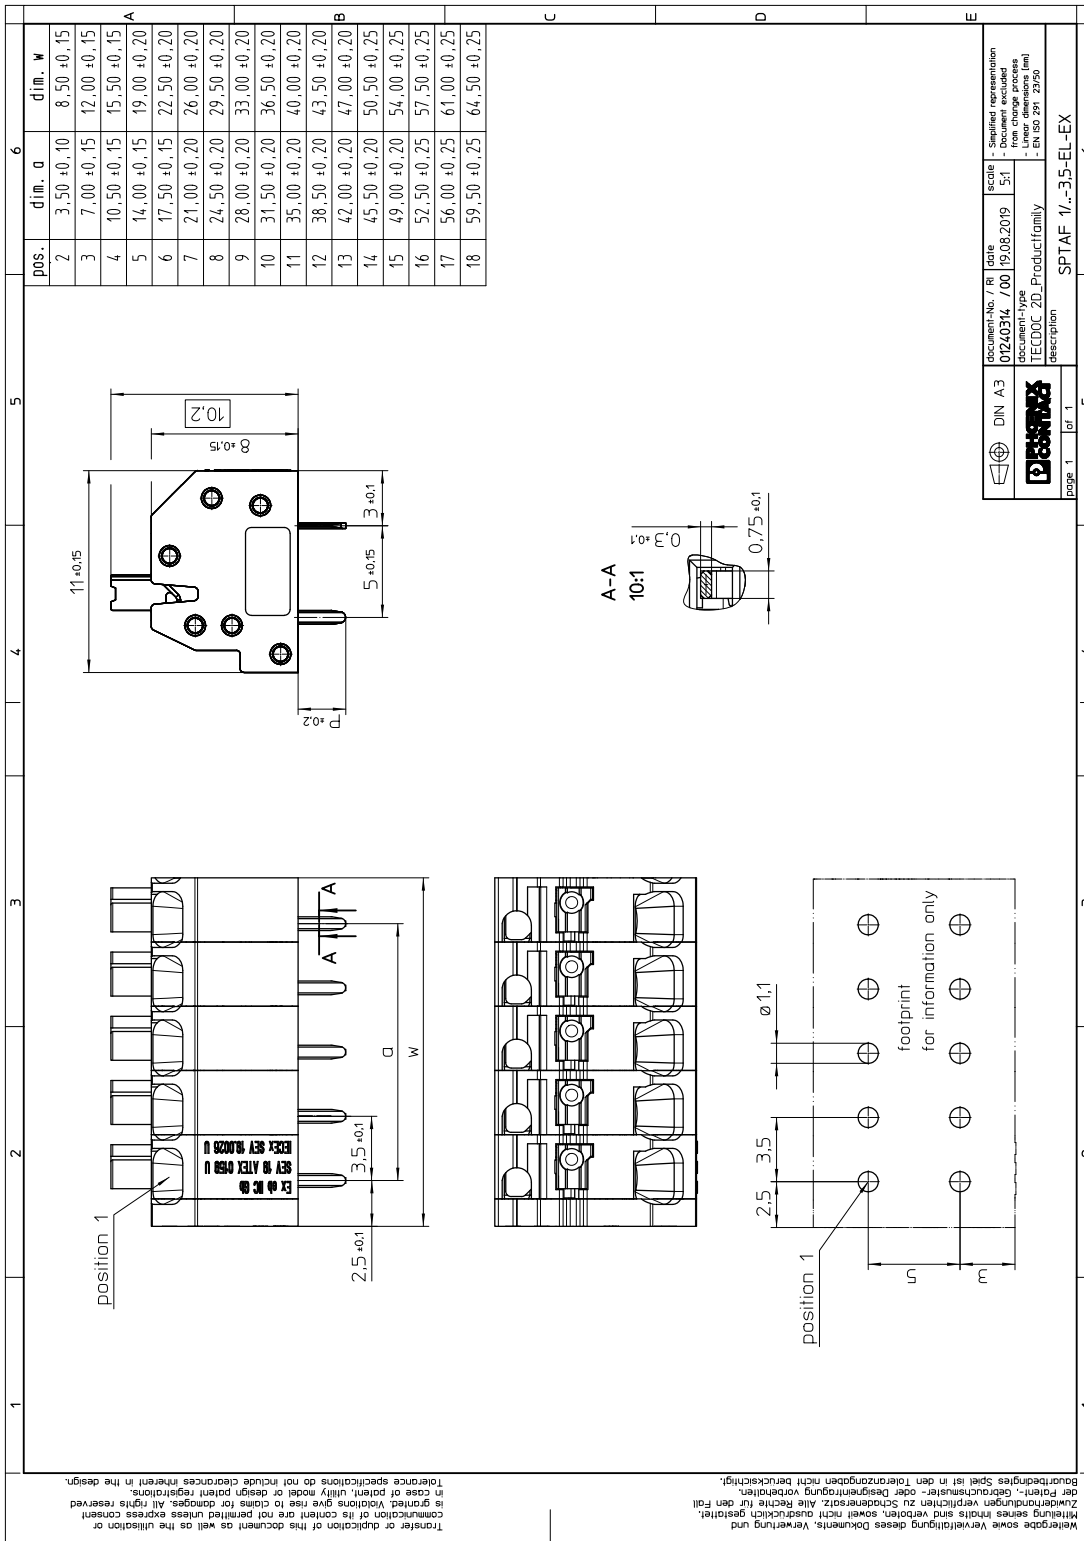 pos. dim. a dim. w
2 3,50 ±0,10 8,50 ±0,15
3 7,00 ±0,15 12,00 ±0,15
4 10,50 ±0,15 15,50 ±0,15
5 14,00 ±0,15 19,00 ±0,20
6 17,50 ±0,15 22,50 ±0,20
7 21,00 ±0,20 26,00 ±0,20
8 24,50 ±0,20 29,50 ±0,20
9 28,00 ±0,20 33,00 ±0,20
10 31,50 ±0,20 36,50 ±0,20
11 35,00 ±0,20 40,00 ±0,20
12 38,50 ±0,20 43,50 ±0,20
13 42,00 ±0,20 47,00 ±0,20
14 45,50 ±0,20 50,50 ±0,25
15 49,00 ±0,20 54,00 ±0,25
16 52,50 ±0,25 57,50 ±0,25
17 56,00 ±0,25 61,00 ±0,25
18 59,50 ±0,25 64,50 ±0,25
1 2 3 4 5 6
A B C D E
position 1
Ex eb IIC Gb
SEV 18 ATEX 0158 U
IECEx SEV 18.0026 U
A
A
2,5 ±0,1
3,5 ±0,1
a
w
11 ±0,15
10,2
8 ±0,15
3 ±0,1
5 ±0,15
P ±0,2
A-A
10:1
0,3 ±0,1
0,75 ±0,1
position 1
2,5
3,5
ø1,1
5
3
footprint
for information only
DIN A3
PHOENIX
CONTACT
page 1 of 1
document-No. / RI
01240314 / 00
date
19.08.2019
scale
5:1
- Simplified representation
- Document excluded
from change process
- Linear dimensions [mm]
- EN ISO 291 23/50
document-type
TECDOC 2D_Productfamily
description
SPTAF 1/..-3,5-EL-EX
Transfer or duplication of this document as well as the utilisation or
communication of its content are not permitted unless express consent
is granted. Violations give rise to claims for damages. All rights reserved
in case of patent, utility model or design patent registrations.
Tolerance specifications do not include clearances inherent in the design.
Weitergabe sowie Vervielfältigung dieses Dokuments, Verwertung und
Mitteilung seines Inhalts sind verboten, soweit nicht ausdrücklich gestattet.
Zuwiderhandlungen verpflichten zu Schadenersatz. Alle Rechte für den Fall
der Patent-, Gebrauchsmuster- oder Designeintragung vorbehalten.
Bauartbedingtes Spiel ist in den Toleranzangaben nicht berücksichtigt.